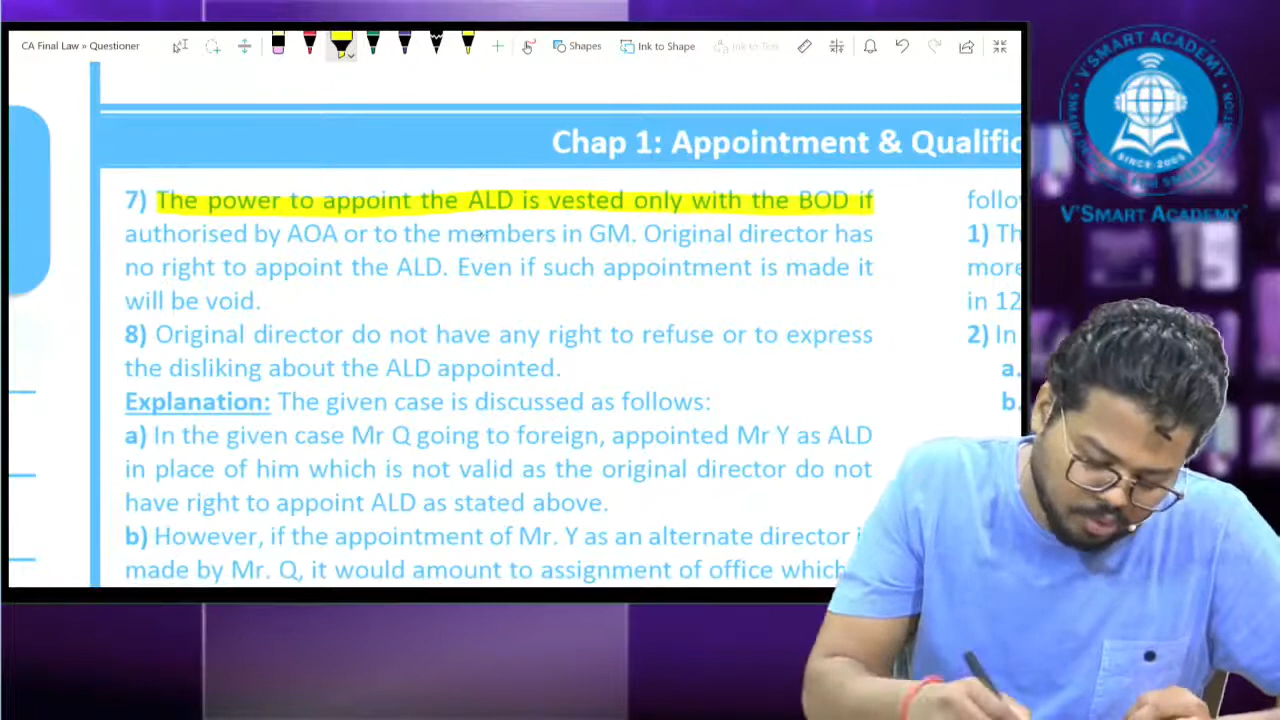 CA Final Law » Questioner
Shapes
Ink to Shape
Ink to Text
Chap 1: Appointment & Qualific
7) The power to appoint the ALD is vested only with the BOD if
authorised by AOA or to the members in GM. Original director has
no right to appoint the ALD. Even if such appointment is made it
will be void.
8) Original director do not have any right to refuse or to express
the disliking about the ALD appointed.
Explanation: The given case is discussed as follows:
a) In the given case Mr Q going to foreign, appointed Mr Y as ALD
in place of him which is not valid as the original director do not
have right to appoint ALD as stated above.
b) However, if the appointment of Mr. Y as an alternate director
made by Mr. Q, it would amount to assignment of office which
follo
1) Th
more
in 12
2) In
a.
b.
V'SMART ACADEMY
SINCE-2006
V'SMART ACADEMY